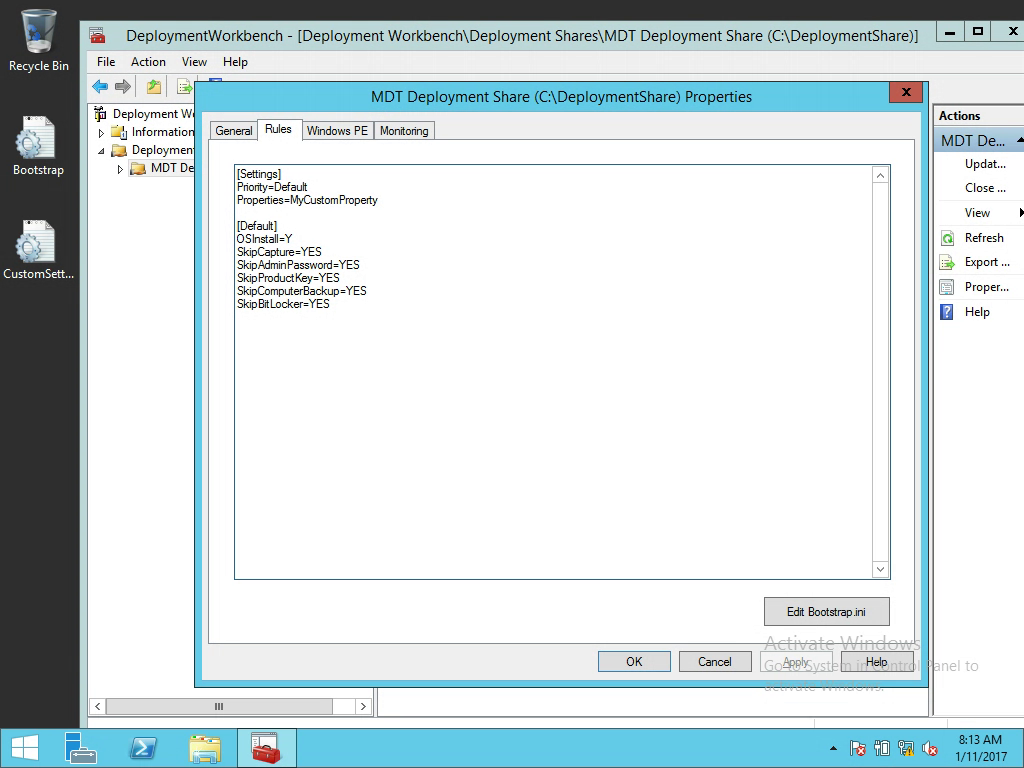 Recycle Bin
Bootstrap
CustomSett...
DeploymentWorkbench - [Deployment Workbench\Deployment Shares\MDT Deployment Share (C:\DeploymentShare)]
File Action View Help
Deployment Wo
Information
Deployment
MDT De
MDT Deployment Share (C:\DeploymentShare) Properties
General Rules Windows PE Monitoring
[Settings]
Priority=Default
Properties=MyCustomProperty
[Default]
OSInstall=Y
SkipCapture=YES
SkipAdminPassword=YES
SkipProductKey=YES
SkipComputerBackup=YES
SkipBitLocker=YES
Edit Bootstrap.ini
OK Cancel Apply Help
Actions
MDT De...
Updat...
Close ...
View
Refresh
Export ...
Proper...
Help
Activate Windows
Go to System in Control Panel to
activate Windows.
8:13 AM
1/11/2017